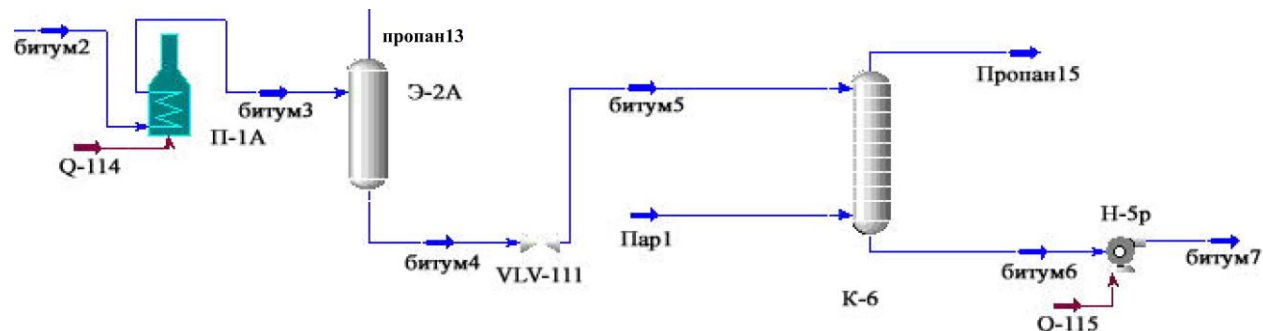 пропан13
битум2
Э-2А
Пропан15
битум3
битум5
П-1А
Q-114
Н-5р
Пар1
битум4
VLV-111
битум6
битум7
К-6
Q-115